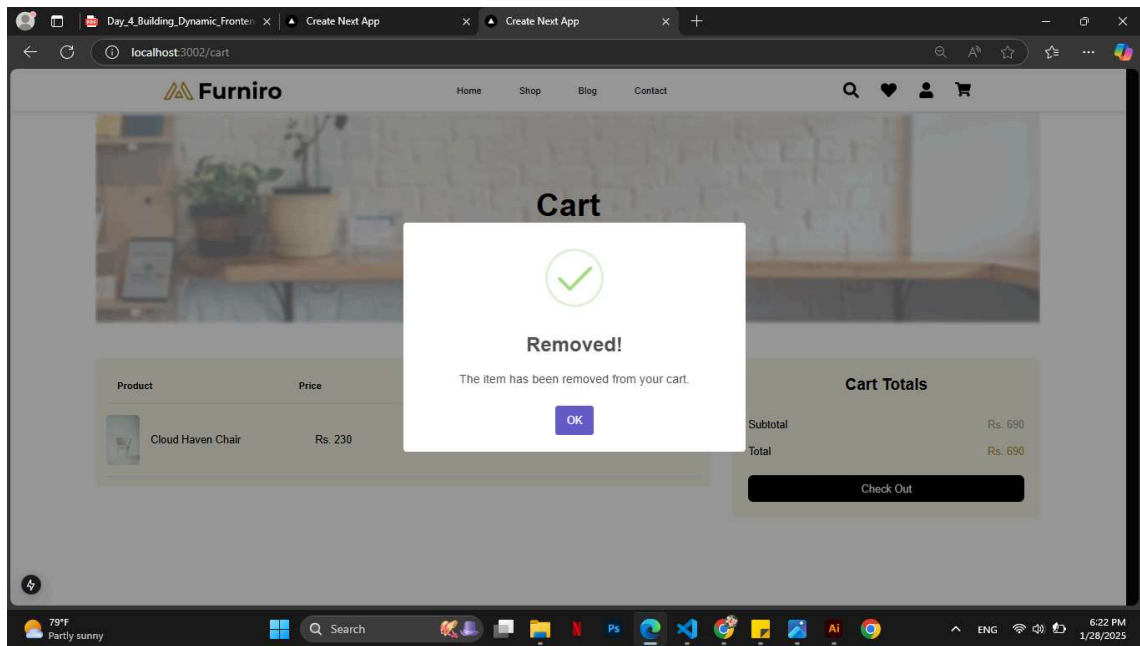 Day_4_Building_Dynamic_Fronten
Create Next App
Create Next App
localhost:3002/cart
Furniro
Home Shop Blog Contact
Cart
Removed!
The item has been removed from your cart.
OK
Product Price
Cloud Haven Chair Rs. 230
Cart Totals
Subtotal Rs. 690
Total Rs. 690
Check Out
79°F
Partly sunny
Search
Ps
Ai
ENG
6:22 PM
1/28/2025